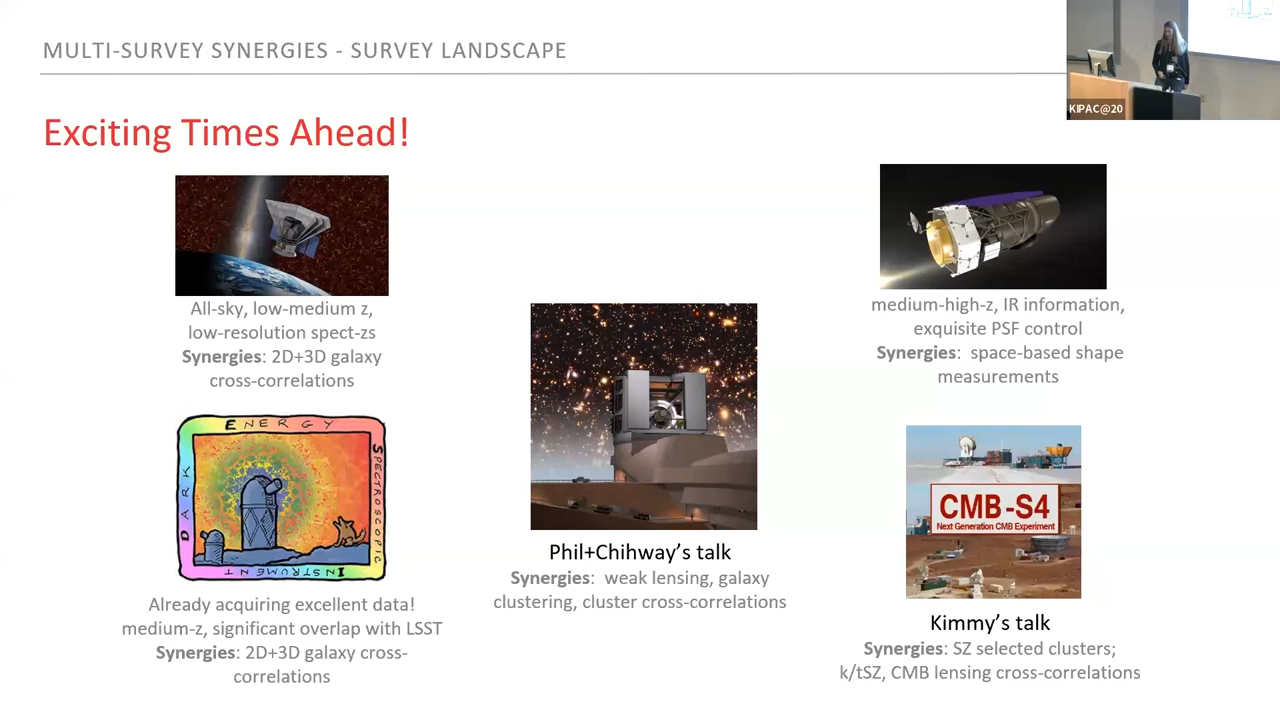 MULTI-SURVEY SYNERGIES - SURVEY LANDSCAPE
KIPAC@20
Exciting Times Ahead!
All-sky, low-medium z,
low-resolution spect-zs
Synergies: 2D+3D galaxy
cross-correlations
medium-high-z, IR information,
exquisite PSF control
Synergies: space-based shape
measurements
DARK
ENERGY
SPECTROSCOPIC
INSTRUMENT
Already acquiring excellent data!
medium-z, significant overlap with LSST
Synergies: 2D+3D galaxy cross-
correlations
Phil+Chihway's talk
Synergies: weak lensing, galaxy
clustering, cluster cross-correlations
CMB-S4
Next Generation CMB Experiment
Kimmy's talk
Synergies: SZ selected clusters;
k/tSZ, CMB lensing cross-correlations